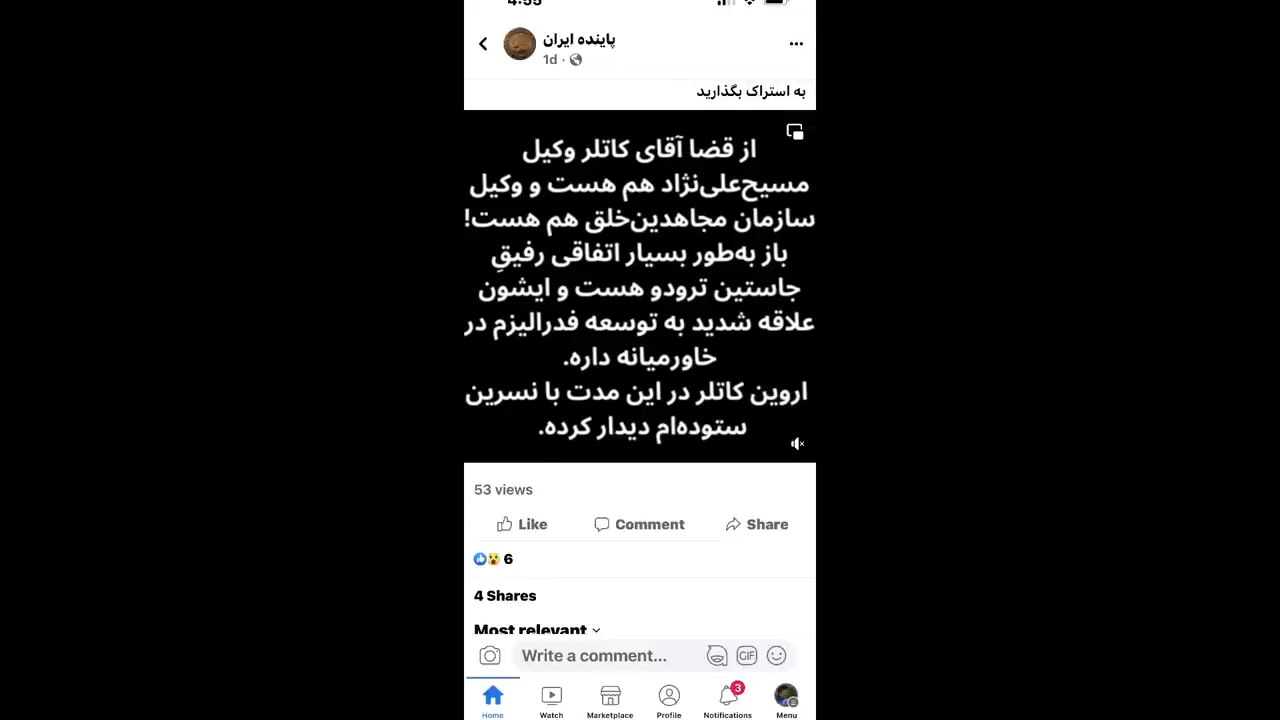 4:55
پاینده ایران
1d ·
به استراک بگذارید
از قضا آقای کاتلر وکیل
مسیح‌علی‌نژاد هم هست و وکیل
سازمان مجاهدین‌خلق هم هست!
باز به‌طور بسیار اتفاقی رفیقِ
جاستین ترودو هست و ایشون
علاقه شدید به توسعه فدرالیزم در
خاورمیانه داره.
اروین کاتلر در این مدت با نسرین
ستوده‌ام دیدار کرده.
53 views
Like Comment Share
6
4 Shares
Most relevant
Write a comment... GIF
3
Home Watch Marketplace Profile Notifications Menu